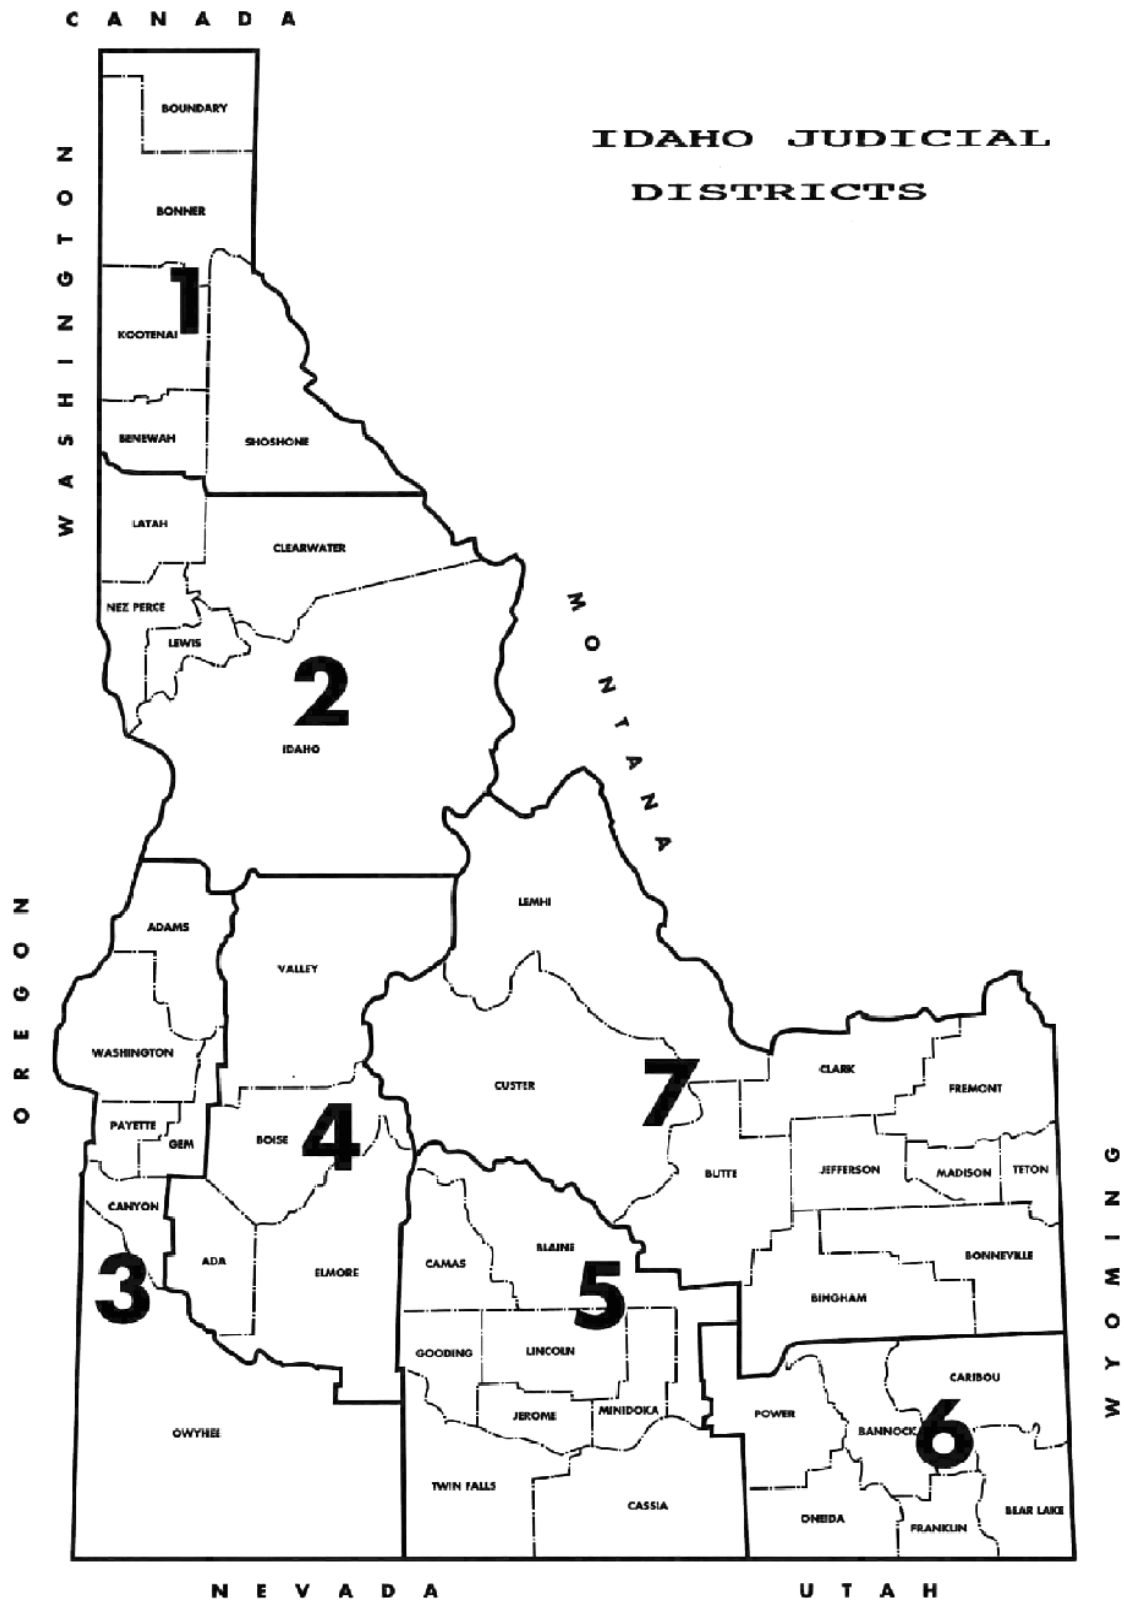 CANADA
IDAHO JUDICIAL
DISTRICTS
WASHINGTON
BOUNDARY
BONNER
1
KOOTENAI
BENEWAH
SHOSHONE
LATAH
CLEARWATER
NEZ PERCE
LEWIS
2
IDAHO
MONTANA
OREGON
ADAMS
VALLEY
LEMHI
WASHINGTON
CUSTER
7
CLARK
FREMONT
PAYETTE
GEM
BOISE
4
BUTTE
JEFFERSON
MADISON
TETON
CANYON
3
ADA
ELMORE
CAMAS
BLAINE
5
BONNEVILLE
BINGHAM
WYOMING
GOODING
LINCOLN
JEROME
MINIDOKA
POWER
CARIBOU
BANNOCK
6
OWYHEE
TWIN FALLS
CASSIA
ONEIDA
FRANKLIN
BEAR LAKE
NEVADA
UTAH